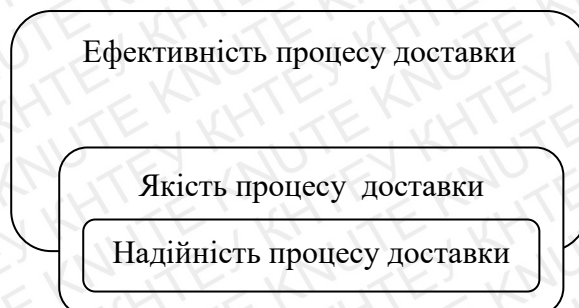 Ефективність процесу доставки
Якість процесу доставки
Надійність процесу доставки